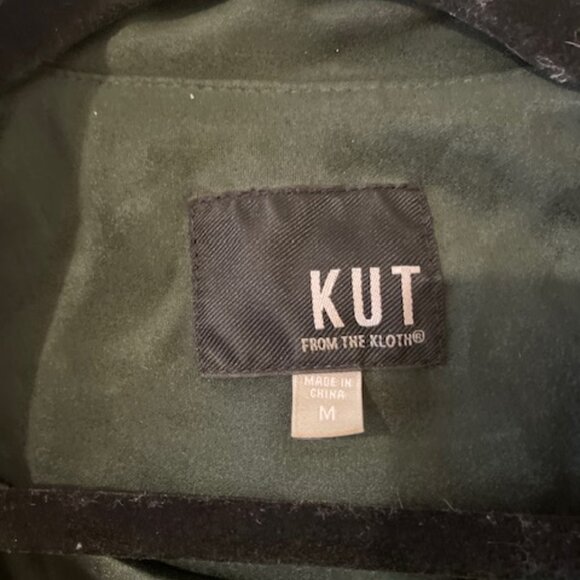 KUT
FROM THE KLOTH®
MADE IN
CHINA
M